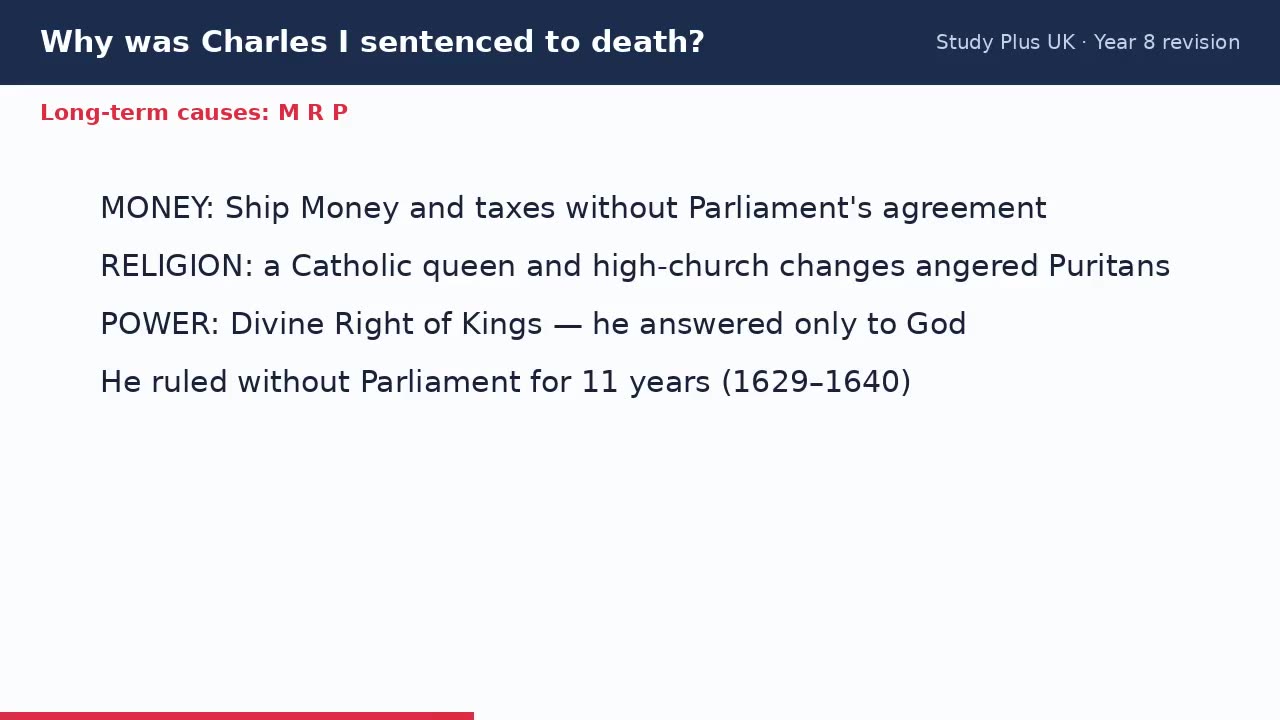 Why was Charles I sentenced to death?
Study Plus UK · Year 8 revision
Long-term causes: M R P
MONEY: Ship Money and taxes without Parliament's agreement
RELIGION: a Catholic queen and high-church changes angered Puritans
POWER: Divine Right of Kings — he answered only to God
He ruled without Parliament for 11 years (1629–1640)